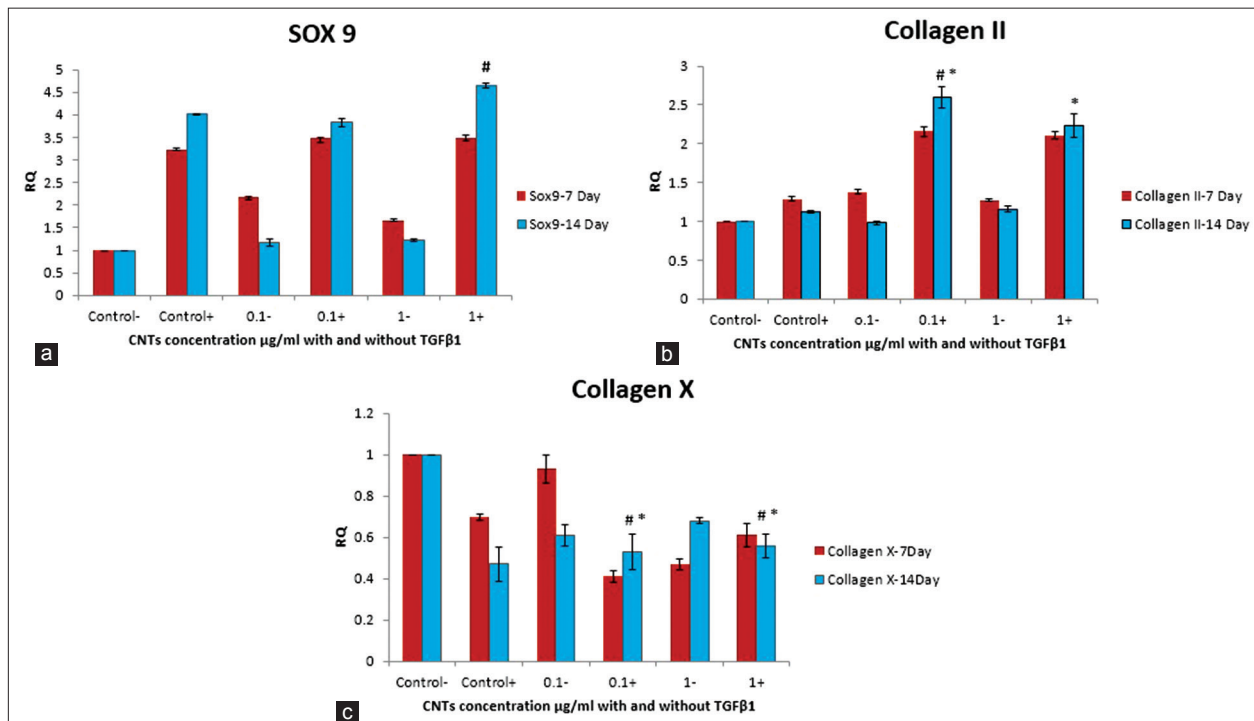 SOX 9
5
4.5
4
3.5
3
2.5
2
1.5
1
0.5
0
RQ
#
Sox9-7 Day
Sox9-14 Day
Control- Control+ 0.1- 0.1+ 1- 1+
CNTs concentration µg/ml with and without TGFβ1
a
Collagen II
3
2.5
2
1.5
1
0.5
0
RQ
# *
*
Collagen II-7 Day
Collagen II-14 Day
Control- Control+ o.1- 0.1+ 1- 1+
CNTs concentration µg/ml with and without TGFβ1
b
Collagen X
1.2
1
0.8
0.6
0.4
0.2
0
RQ
# *
# *
Collagen X-7Day
Collagen X-14Day
Control- Control+ 0.1- 0.1+ 1- 1+
CNTs concentration µg/ml with and without TGFβ1
c